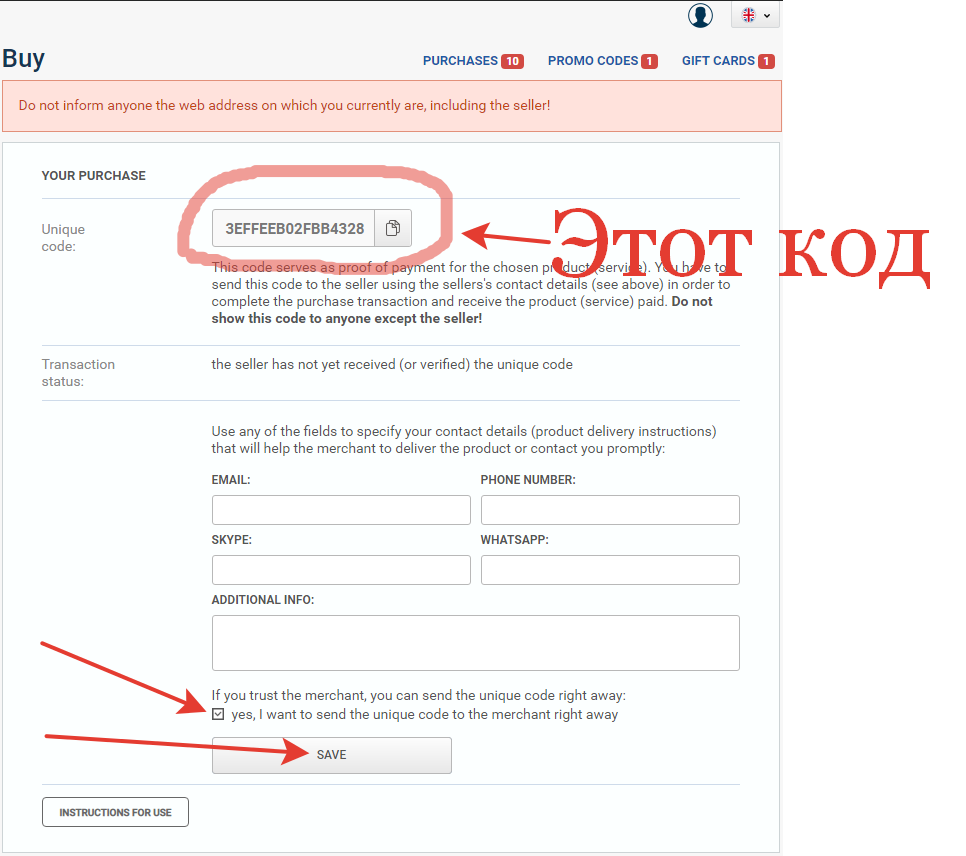 Buy
PURCHASES 10 PROMO CODES 1 GIFT CARDS 1
Do not inform anyone the web address on which you currently are, including the seller!
YOUR PURCHASE
Unique
code:
3EFFEEB02FBB4328
Этот код
This code serves as proof of payment for the chosen product (service). You have to
send this code to the seller using the sellers's contact details (see above) in order to
complete the purchase transaction and receive the product (service) paid. Do not
show this code to anyone except the seller!
Transaction
status:
the seller has not yet received (or verified) the unique code
Use any of the fields to specify your contact details (product delivery instructions)
that will help the merchant to deliver the product or contact you promptly:
EMAIL: PHONE NUMBER:
SKYPE: WHATSAPP:
ADDITIONAL INFO:
If you trust the merchant, you can send the unique code right away:
yes, I want to send the unique code to the merchant right away
SAVE
INSTRUCTIONS FOR USE